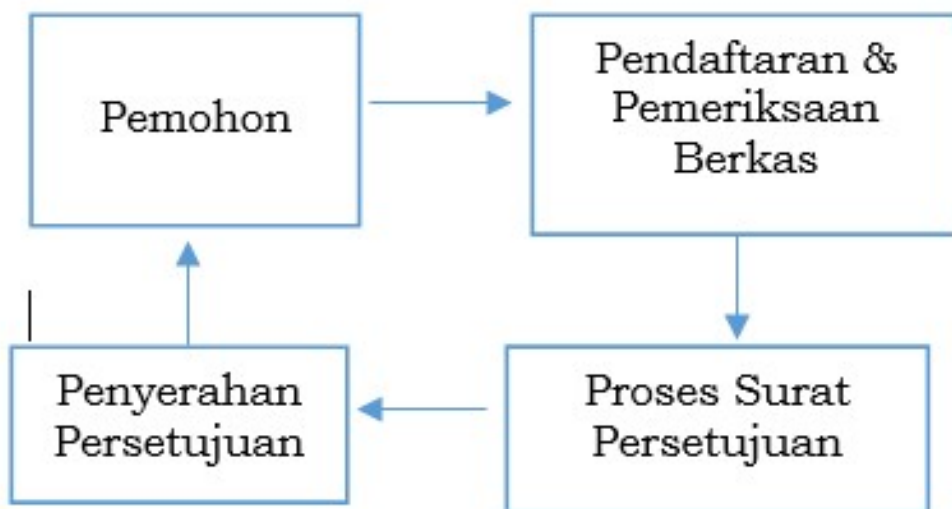 Pemohon
Pendaftaran &
Pemeriksaan
Berkas
Proses Surat
Persetujuan
Penyerahan
Persetujuan